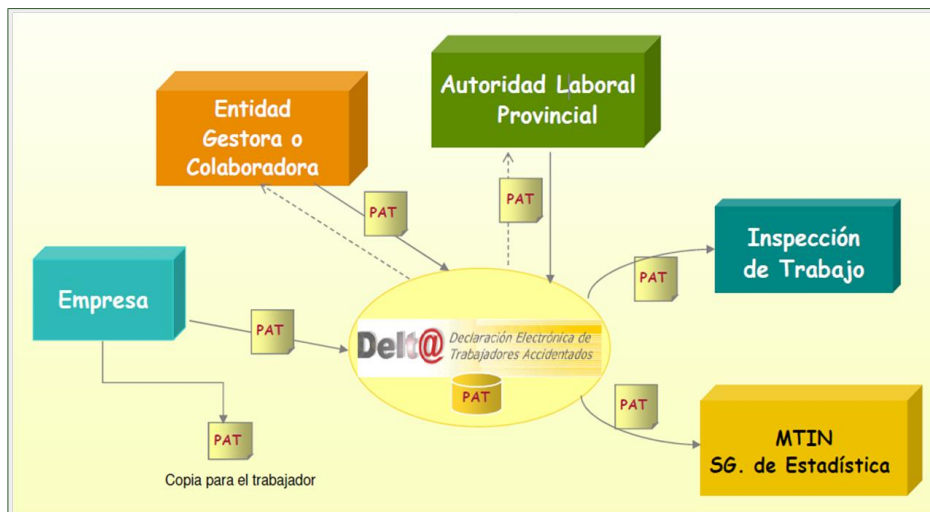 Entidad
Gestora o
Colaboradora
Autoridad Laboral
Provincial
PAT
PAT
Inspección
de Trabajo
PAT
Empresa
PAT
Delt@
Declaración Electrónica de
Trabajadores Accidentados
PAT
PAT
MTIN
SG. de Estadística
PAT
Copia para el trabajador